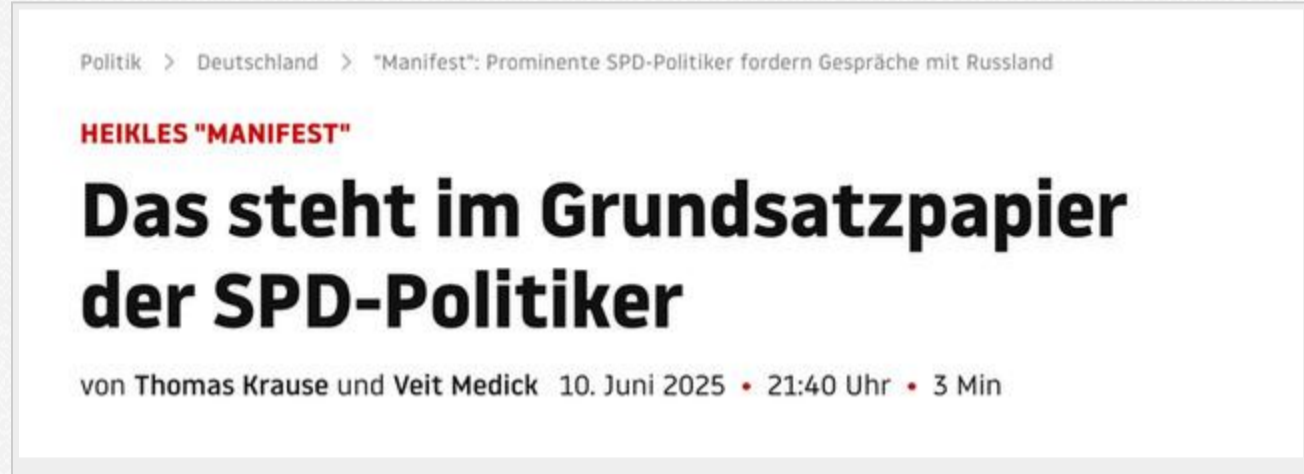 Politik > Deutschland > "Manifest": Prominente SPD-Politiker fordern Gespräche mit Russland
HEIKLES "MANIFEST"
Das steht im Grundsatzpapier
der SPD-Politiker
von Thomas Krause und Veit Medick 10. Juni 2025 • 21:40 Uhr • 3 Min